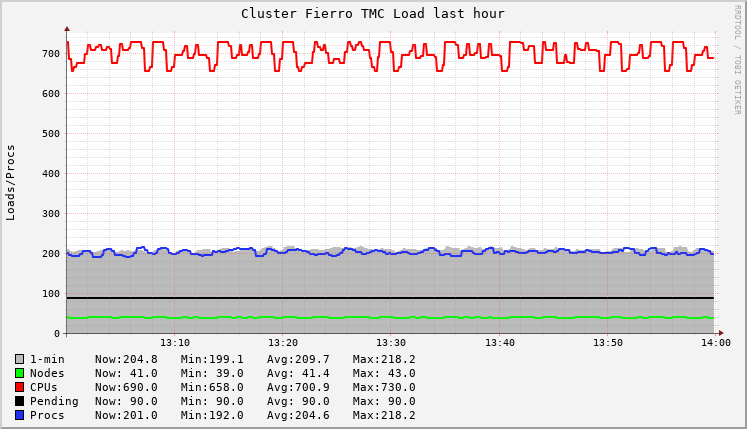 Cluster Fierro TMC Load last hour
RRDTOOL / TOBI OETIKER
Loads/Procs
700
600
500
400
300
200
100
0
13:10 13:20 13:30 13:40 13:50 14:00
1-min Now:204.8 Min:199.1 Avg:209.7 Max:218.2
Nodes Now: 41.0 Min: 39.0 Avg: 41.4 Max: 43.0
CPUs Now:690.0 Min:658.0 Avg:700.9 Max:730.0
Pending Now: 90.0 Min: 90.0 Avg: 90.0 Max: 90.0
Procs Now:201.0 Min:192.0 Avg:204.6 Max:218.2